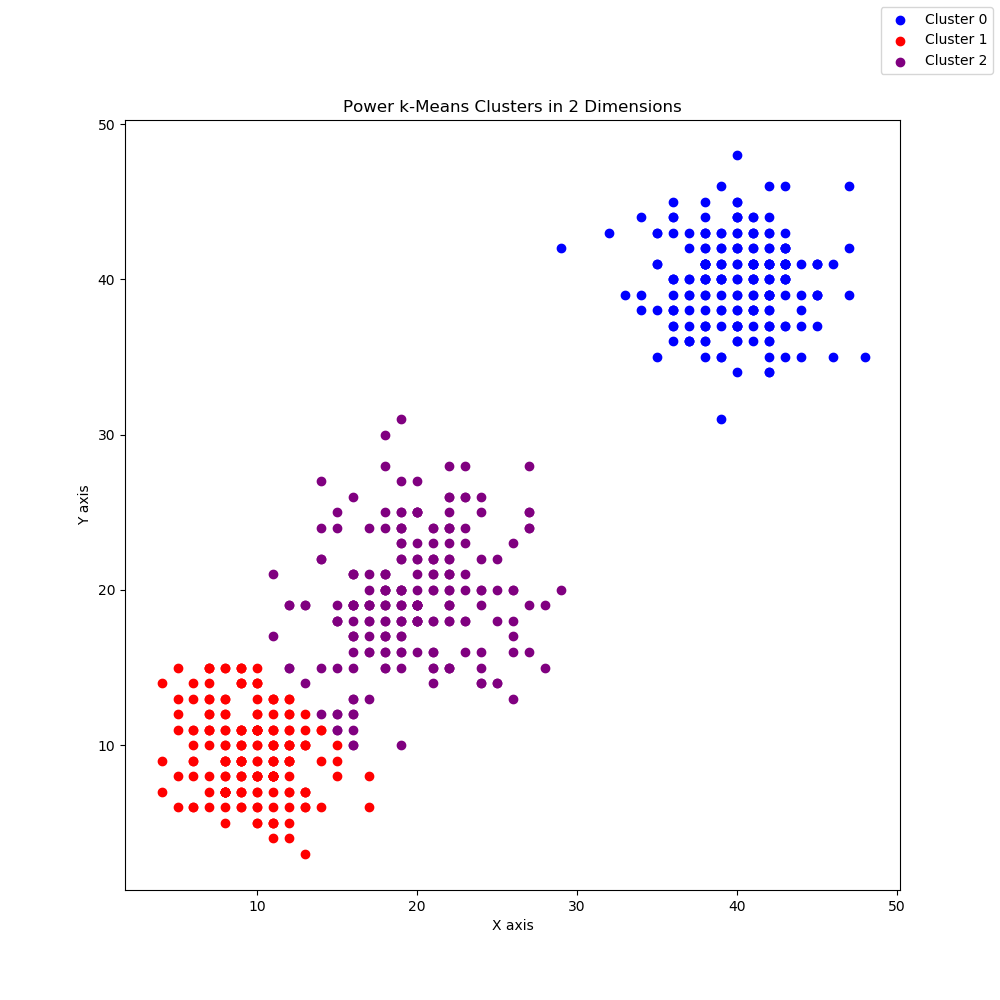 Cluster 0
Cluster 1
Cluster 2
Power k-Means Clusters in 2 Dimensions
50
40
30
20
10
Y axis
10 20 30 40 50
X axis